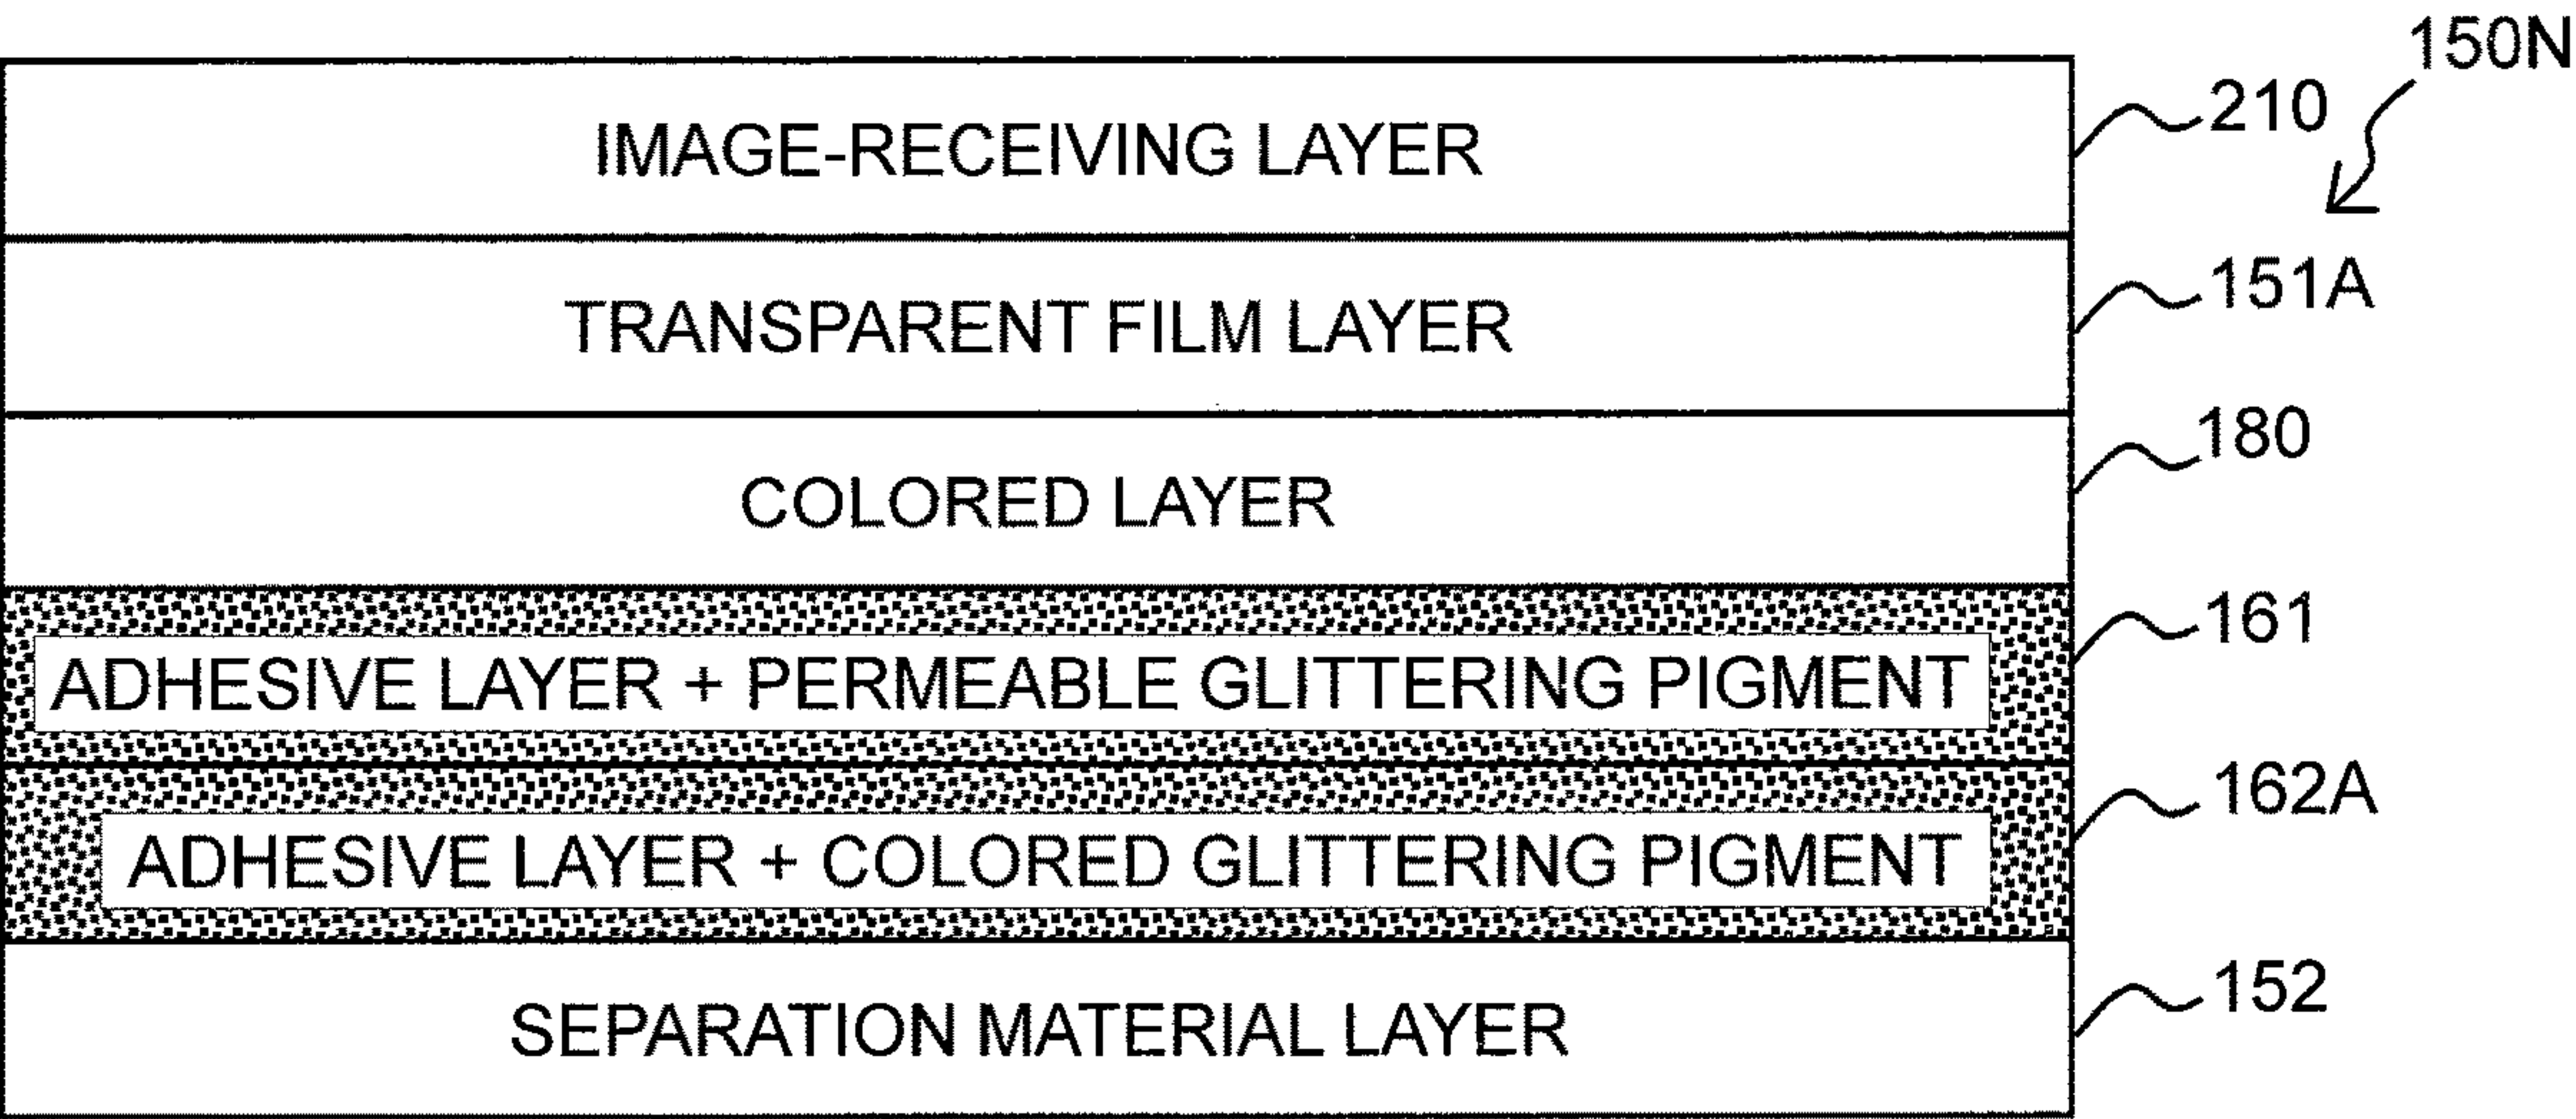 150N
IMAGE-RECEIVING LAYER 210
TRANSPARENT FILM LAYER 151A
COLORED LAYER 180
ADHESIVE LAYER + PERMEABLE GLITTERING PIGMENT 161
ADHESIVE LAYER + COLORED GLITTERING PIGMENT 162A
SEPARATION MATERIAL LAYER 152